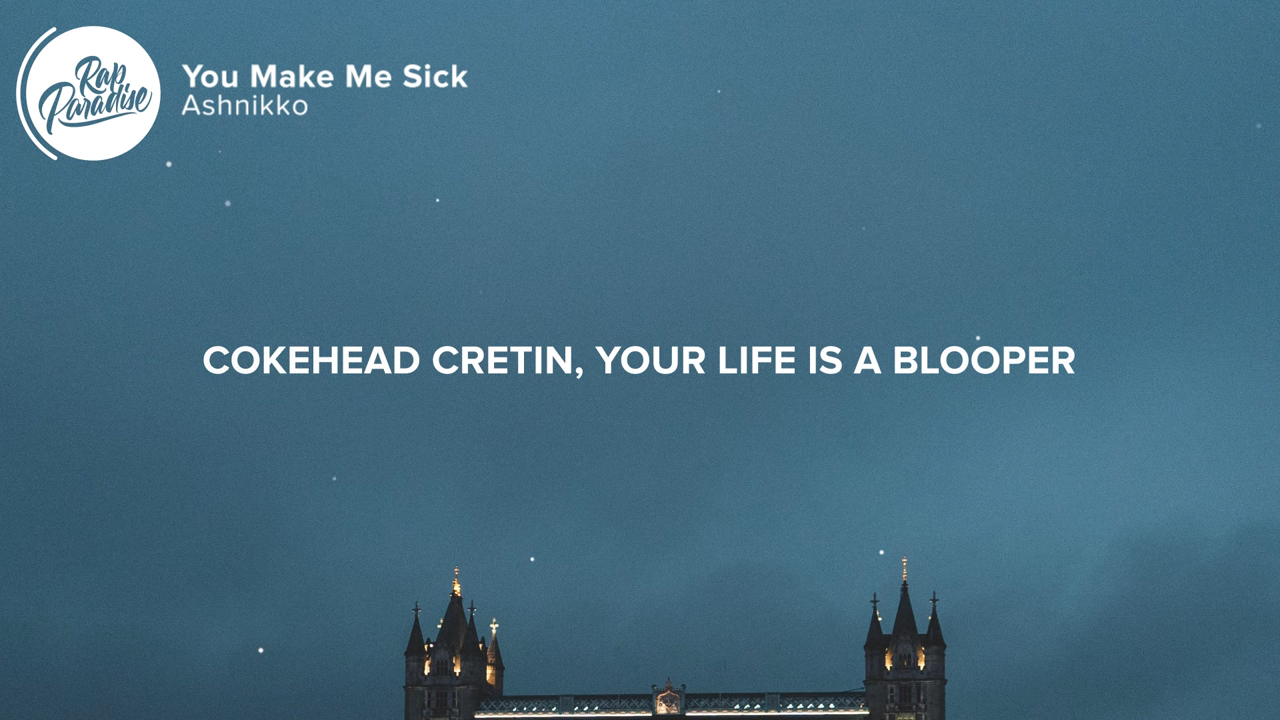 Rap
Paradise
You Make Me Sick
Ashnikko
COKEHEAD CRETIN, YOUR LIFE IS A BLOOPER